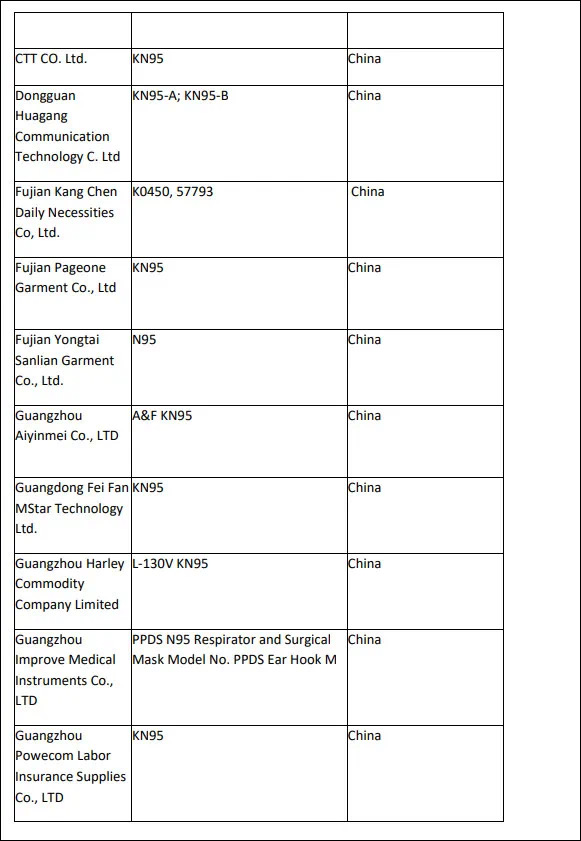 CTT CO. Ltd. KN95 China
Dongguan KN95-A; KN95-B China
Huagang
Communication
Technology C. Ltd
Fujian Kang Chen K0450, 57793 China
Daily Necessities
Co, Ltd.
Fujian Pageone KN95 China
Garment Co., Ltd
Fujian Yongtai N95 China
Sanlian Garment
Co., Ltd.
Guangzhou A&F KN95 China
Aiyinmei Co., LTD
Guangdong Fei Fan KN95 China
MStar Technology
Ltd.
Guangzhou Harley L-130V KN95 China
Commodity
Company Limited
Guangzhou PPDS N95 Respirator and Surgical China
Improve Medical Mask Model No. PPDS Ear Hook M
Instruments Co.,
LTD
Guangzhou KN95 China
Powecom Labor
Insurance Supplies
Co., LTD